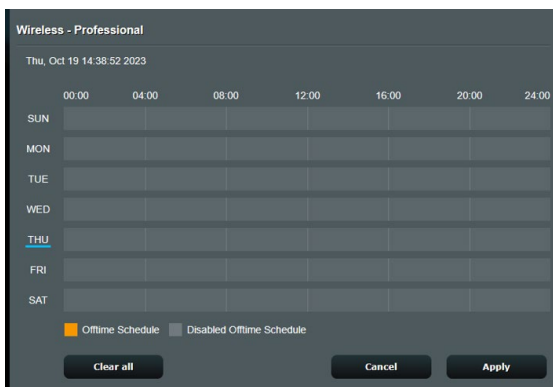 Wireless - Professional
Thu, Oct 19 14:38:52 2023
00:00 04:00 08:00 12:00 16:00 20:00 24:00
SUN
MON
TUE
WED
THU
FRI
SAT
Offtime Schedule Disabled Offtime Schedule
Clear all Cancel Apply